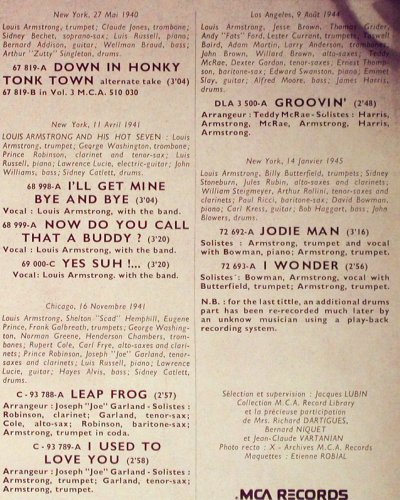 New York, 27 Mai 1940
Louis Armstrong, trumpet; Claude Jones, trombone;
Sidney Bechet, soprano-sax; Luis Russel, piano;
Bernard Addison, guitar; Wellman Braud, bass;
Arthur "Zutty" Singleton, drums.
67 819-A DOWN IN HONKY
TONK TOWN alternate take (3'04)
67 819-B in Vol. 3 M.C.A. 510 030
New York, 11 Avril 1941
LOUIS ARMSTRONG AND HIS HOT SEVEN : Louis
Armstrong, trumpet; George Washington, trombone;
Prince Robinson, clarinet and tenor-sax; Luis
Russell, piano; Lawrence Lucie, electric-guitar; John
Williams, bass; Sidney Catlett, drums.
68 998-A I'LL GET MINE
BYE AND BYE (3'04)
Vocal : Louis Armstrong, with the band.
68 999-A NOW DO YOU CALL
THAT A BUDDY ? (3'20)
Vocal : Louis Armstrong, with the band.
69 000-C YES SUH !... (3'20)
Vocal: Louis Armstrong, with the band.
Chicago, 16 Novembre 1941
Louis Armstrong, Shelton "Scad" Hemphill, Eugene
Prince, Frank Galbreath, trumpets; George Washing-
ton, Norman Greene, Henderson Chambers, trom-
bones; Rupert Cole, Carl Frye, alto-saxes and clari-
nets; Prince Robinson, Joseph "Joe" Garland, tenor-
saxes and clarinets; Luis Russell, piano; Lawrence
Lucie, guitar; Hayes Alvis, bass; Sidney Catlett,
drums.
C - 93 788-A LEAP FROG (2'57)
Arrangeur : Joseph "Joe" Garland - Solistes :
Robinson, clarinet; Garland, tenor-sax;
Cole, alto-sax; Robinson, baritone-sax;
Armstrong, trumpet in coda.
C - 93 789-A I USED TO
LOVE YOU (2'58)
Arrangeur : Joseph "Joe" Garland - Solistes :
Armstrong, trumpet; Garland, tenor-sax;
Armstrong, vocal with Garland, tenor-sax;
Armstrong, trumpet.
Los Angeles, 9 Août 1944
Louis Armstrong, Jesse Brown, Thomas Grider,
Andy "Fats" Ford, Lester Currant, trumpets; Taswell
Baird, Adam Martin, Larry Anderson, trombones;
John Brown, Willard Brown, alto-saxes; Teddy
McRae, Dexter Gordon, tenor-saxes; Ernest Thomp-
son, baritone-sax; Edward Swanston, piano; Emmet
Slay, guitar; Alfred Moore, bass; James Harris,
drums.
DLA 3 500-A GROOVIN' (2'48)
Arrangeur : Teddy McRae - Solistes : Harris,
Armstrong, McRae, Armstrong, Harris,
Armstrong.
New York, 14 Janvier 1945
Louis Armstrong, Billy Butterfield, trumpets; Sidney
Stoneburn, Jules Rubin, alto-saxes and clarinets;
William Steigmeyer, Arthur Rollini, tenor-saxes and
clarinets; Paul Ricci, baritone-sax; David Bowman,
piano; Carl Kress, guitar; Bob Haggart, bass; John
Blowers, drums.
72 692-A JODIE MAN (3'16)
Solistes : Armstrong, trumpet and vocal
with Bowman, piano; Armstrong, trumpet.
72 693-A I WONDER (2'56)
Solistes : Bowman, Armstrong, vocal with
Butterfield, trumpet; Armstrong, trumpet.
N.B. : for the last tittle, an additional drums
part has been re-recorded much later by
an unknow musician using a play-back
recording system.
Sélection et supervision : Jacques LUBIN
Collection M.C.A. Record Library
et la précieuse participation
de Mrs. Richard DARTIGUES,
Bernard NIQUET
et Jean-Claude VARTANIAN
Photo recto : X - Archives M.C.A. Records
Maquettes : Etienne ROBIAL
MCA RECORDS